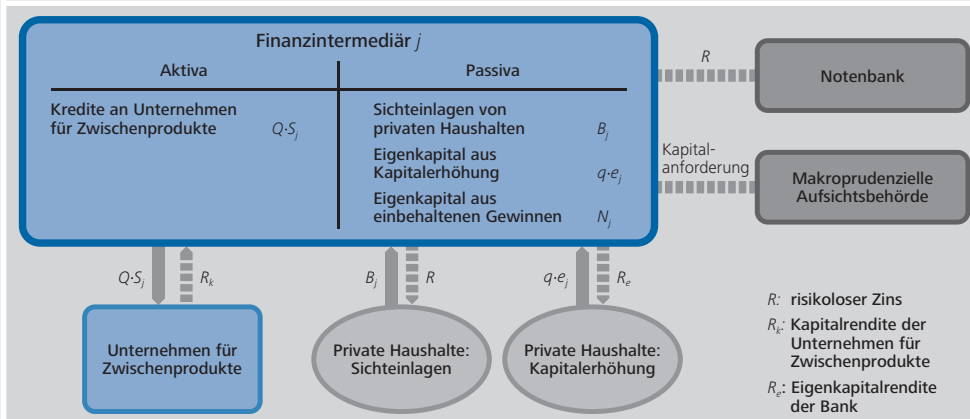 Finanzintermediär j
Aktiva
Passiva
Kredite an Unternehmen
für Zwischenprodukte Q·Sj
Sichteinlagen von
privaten Haushalten Bj
Eigenkapital aus
Kapitalerhöhung q·ej
Eigenkapital aus
einbehaltenen Gewinnen Nj
R
Notenbank
Kapital-
anforderung
Makroprudenzielle
Aufsichtsbehörde
Q·Sj
Rk
Bj
R
q·ej
Re
Unternehmen für
Zwischenprodukte
Private Haushalte:
Sichteinlagen
Private Haushalte:
Kapitalerhöhung
R: risikoloser Zins
Rk: Kapitalrendite der
Unternehmen für
Zwischenprodukte
Re: Eigenkapitalrendite
der Bank